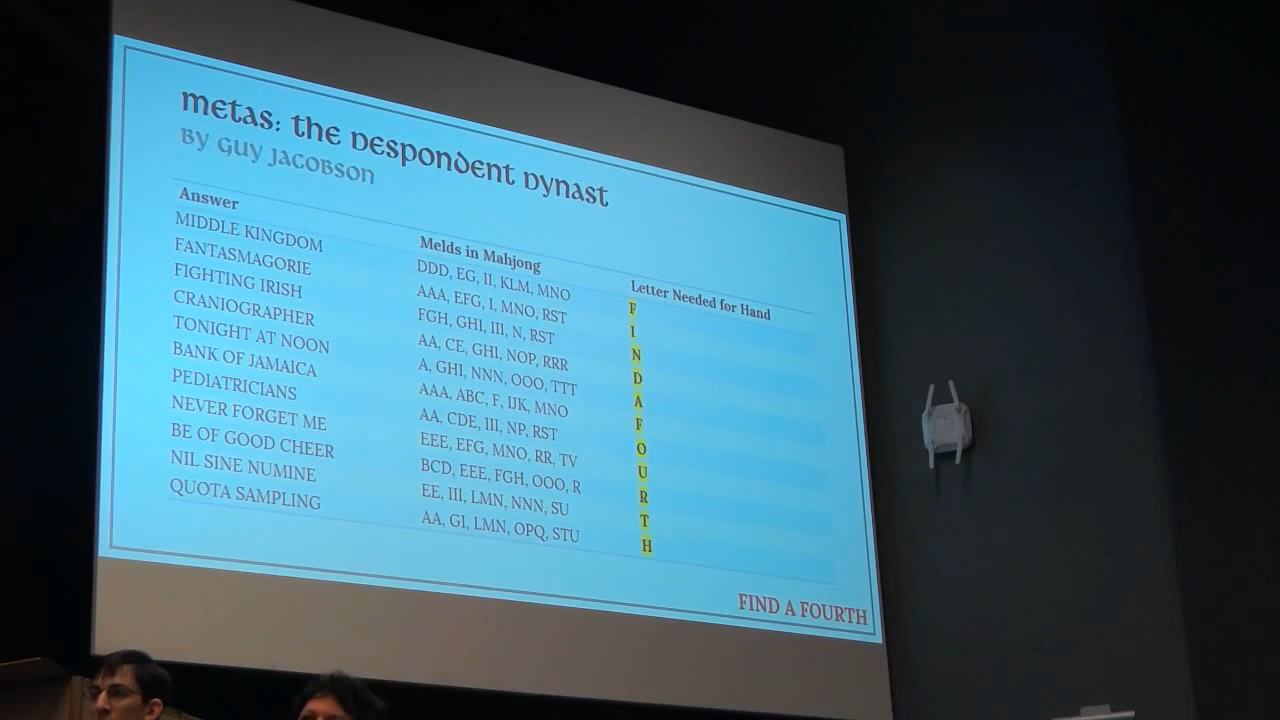 Metas: The Despondent Dynast
By Guy Jacobson
Answer Melds in Mahjong Letter Needed for Hand
MIDDLE KINGDOM DDD, EG, II, KLM, MNO F
FANTASMAGORIE AAA, EFG, I, MNO, RST I
FIGHTING IRISH FGH, GHI, III, N, RST N
CRANIOGRAPHER AA, CE, GHI, NOP, RRR D
TONIGHT AT NOON A, GHI, NNN, OOO, TTT A
BANK OF JAMAICA AAA, ABC, F, IJK, MNO F
PEDIATRICIANS AA, CDE, III, NP, RST O
NEVER FORGET ME EEE, EFG, MNO, RR, TV U
BE OF GOOD CHEER BCD, EEE, FGH, OOO, R R
NIL SINE NUMINE EE, III, LMN, NNN, SU T
QUOTA SAMPLING AA, GI, LMN, OPQ, STU H
FIND A FOURTH